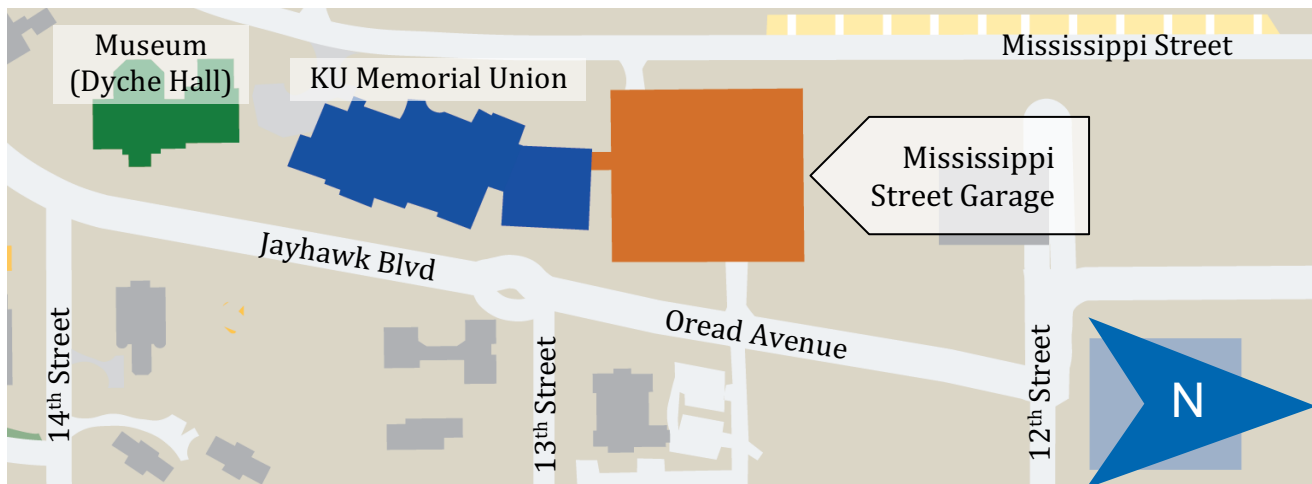 Museum
(Dyche Hall)
KU Memorial Union
Mississippi Street
Mississippi
Street Garage
Jayhawk Blvd
Oread Avenue
14th Street
13th Street
12th Street
N